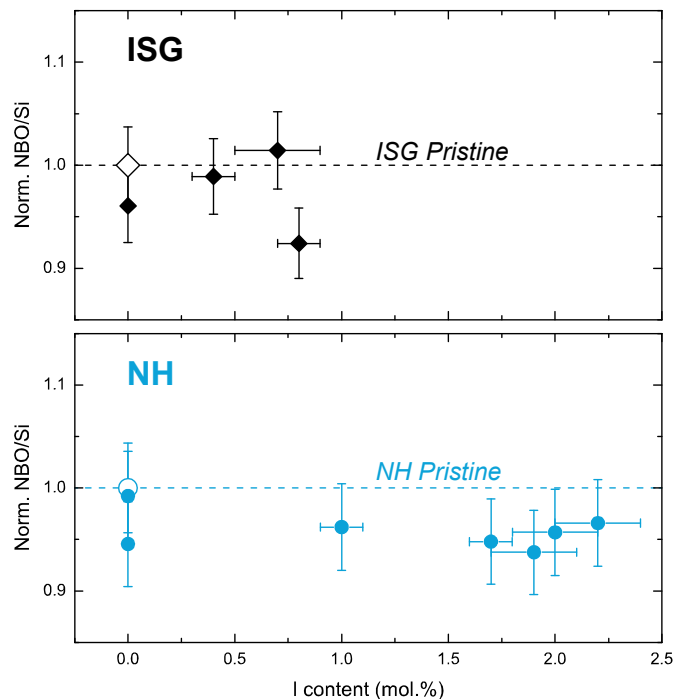 ISG
1.1
1.0
0.9
Norm. NBO/Si
ISG Pristine
NH
1.1
1.0
0.9
Norm. NBO/Si
NH Pristine
0.0 0.5 1.0 1.5 2.0 2.5
I content (mol.%)